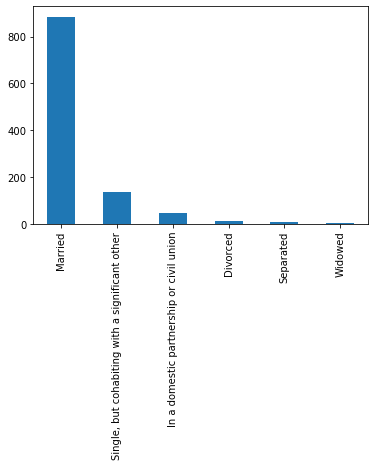 800
600
400
200
0
Married
Single, but cohabiting with a significant other
In a domestic partnership or civil union
Divorced
Separated
Widowed